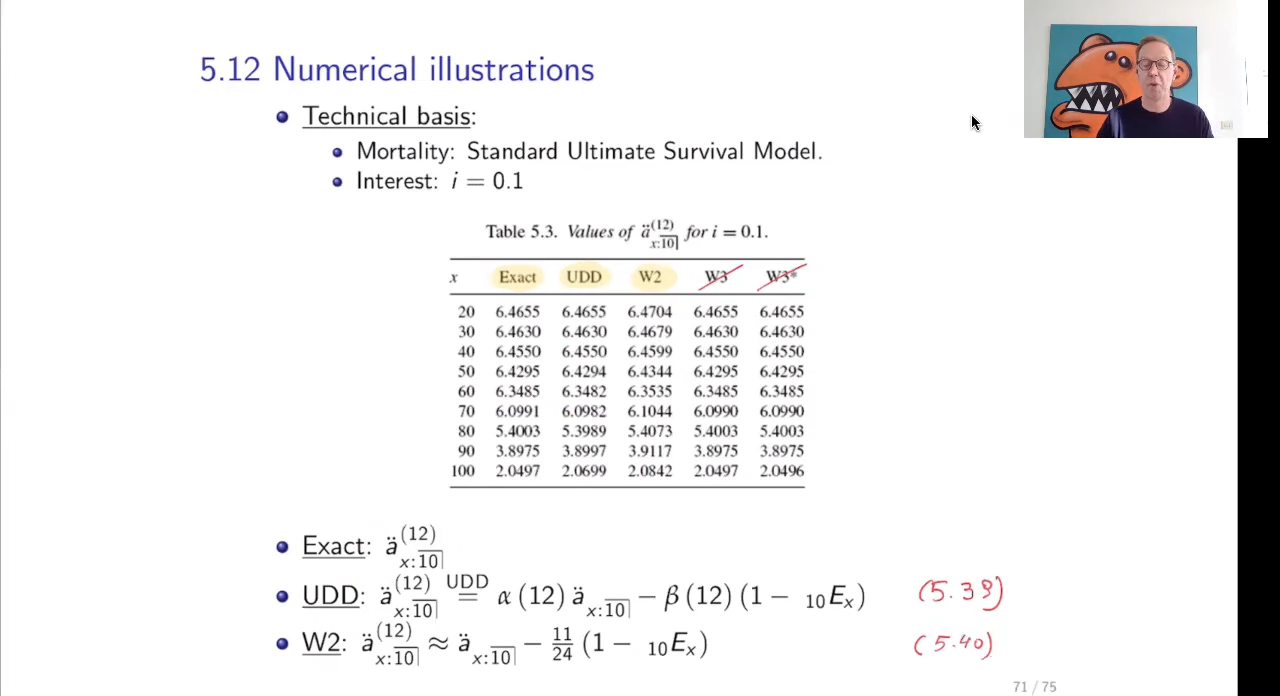 5.12 Numerical illustrations
Technical basis:
Mortality: Standard Ultimate Survival Model.
Interest: i = 0.1
Table 5.3. Values of ä^(12)_x:10 for i = 0.1.
x Exact UDD W2 W3 W3*
20 6.4655 6.4655 6.4704 6.4655 6.4655
30 6.4630 6.4630 6.4679 6.4630 6.4630
40 6.4550 6.4550 6.4599 6.4550 6.4550
50 6.4295 6.4294 6.4344 6.4295 6.4295
60 6.3485 6.3482 6.3535 6.3485 6.3485
70 6.0991 6.0982 6.1044 6.0990 6.0990
80 5.4003 5.3989 5.4073 5.4003 5.4003
90 3.8975 3.8997 3.9117 3.8975 3.8975
100 2.0497 2.0699 2.0842 2.0497 2.0496
Exact: ä^(12)_x:10
UDD: ä^(12)_x:10 UDD = α(12) ä_x:10 − β(12) (1 − ₁₀Eₓ) (5.39)
W2: ä^(12)_x:10 ≈ ä_x:10 − 11/24 (1 − ₁₀Eₓ) (5.40)
71 / 75